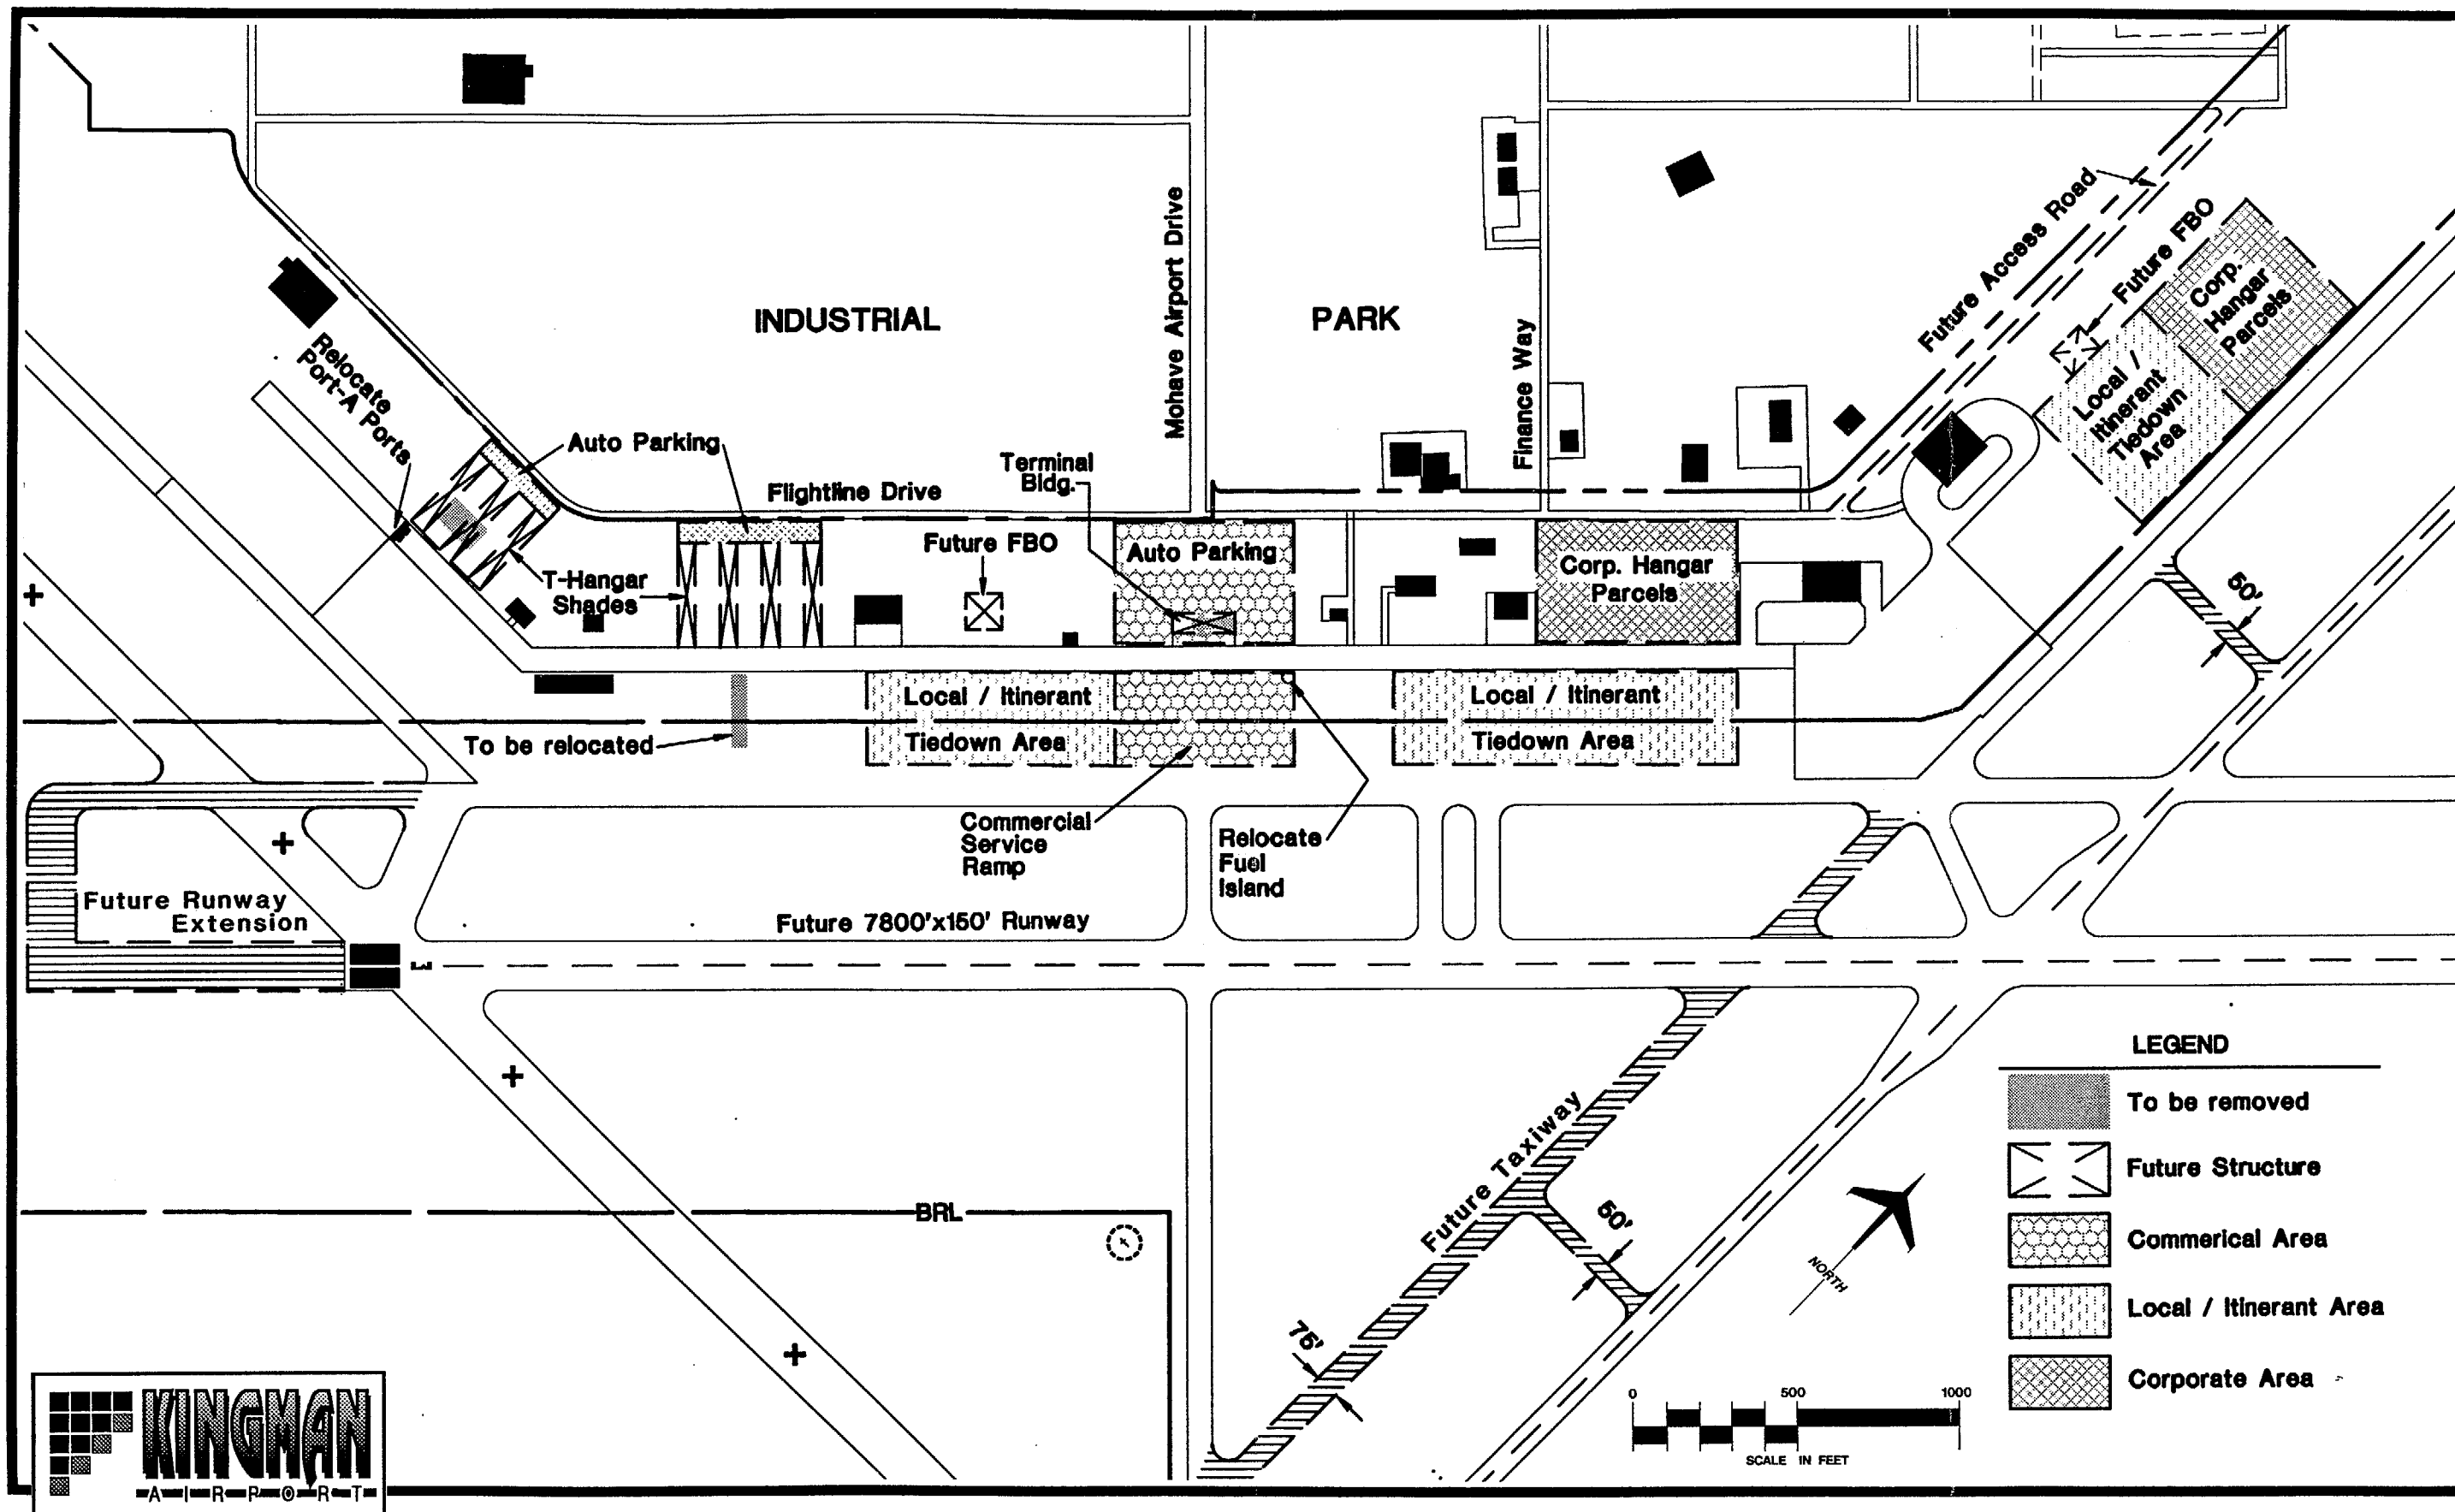 INDUSTRIAL
PARK
Mohave Airport Drive
Finance Way
Future Access Road
Future FBO
Corp.
Hangar
Parcels
Local /
Itinerant
Tiedown
Area
Relocate
Port-A Ports
Auto Parking
Flightline Drive
Terminal
Bldg.
T-Hangar
Shades
Future FBO
Auto Parking
Corp. Hangar
Parcels
50'
Local / Itinerant
Tiedown Area
Local / Itinerant
Tiedown Area
To be relocated
Commercial
Service
Ramp
Relocate
Fuel
Island
Future Runway
Extension
Future 7800'x150' Runway
BRL
Future Taxiway
50'
75'
NORTH
LEGEND
To be removed
Future Structure
Commerical Area
Local / Itinerant Area
Corporate Area
0 500 1000
SCALE IN FEET
KINGMAN
AIRPORT